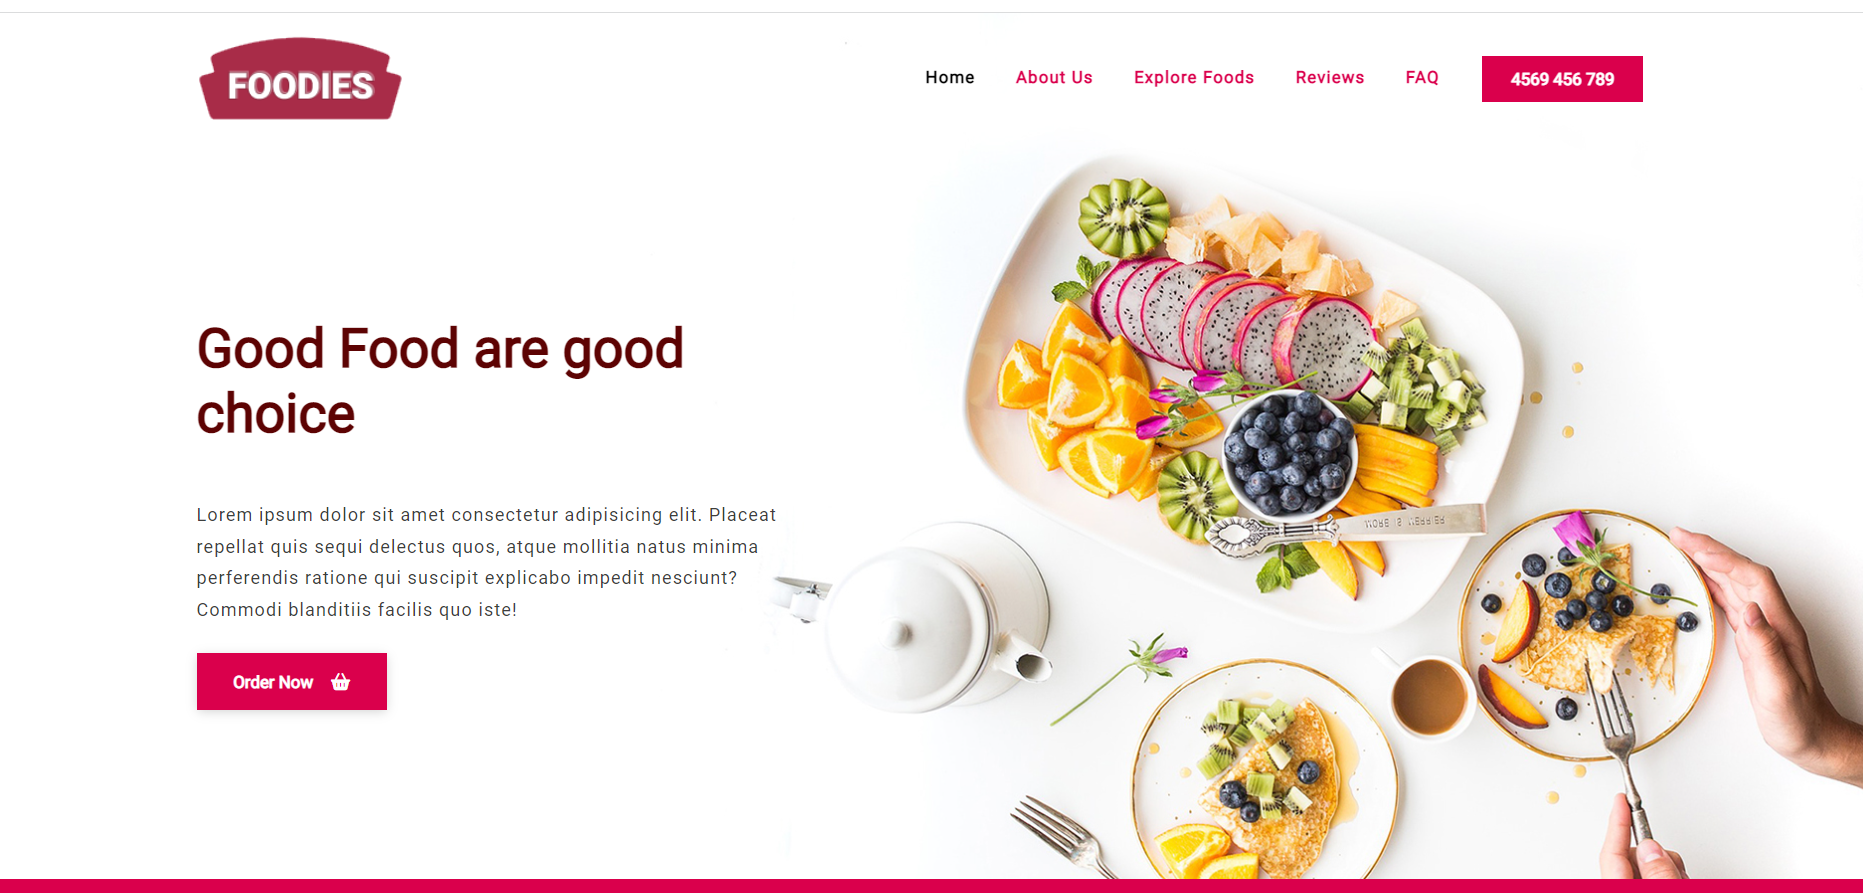 FOODIES
Home About Us Explore Foods Reviews FAQ 4569 456 789
Good Food are good
choice
Lorem ipsum dolor sit amet consectetur adipisicing elit. Placeat
repellat quis sequi delectus quos, atque mollitia natus minima
perferendis ratione qui suscipit explicabo impedit nesciunt?
Commodi blanditiis facilis quo iste!
Order Now